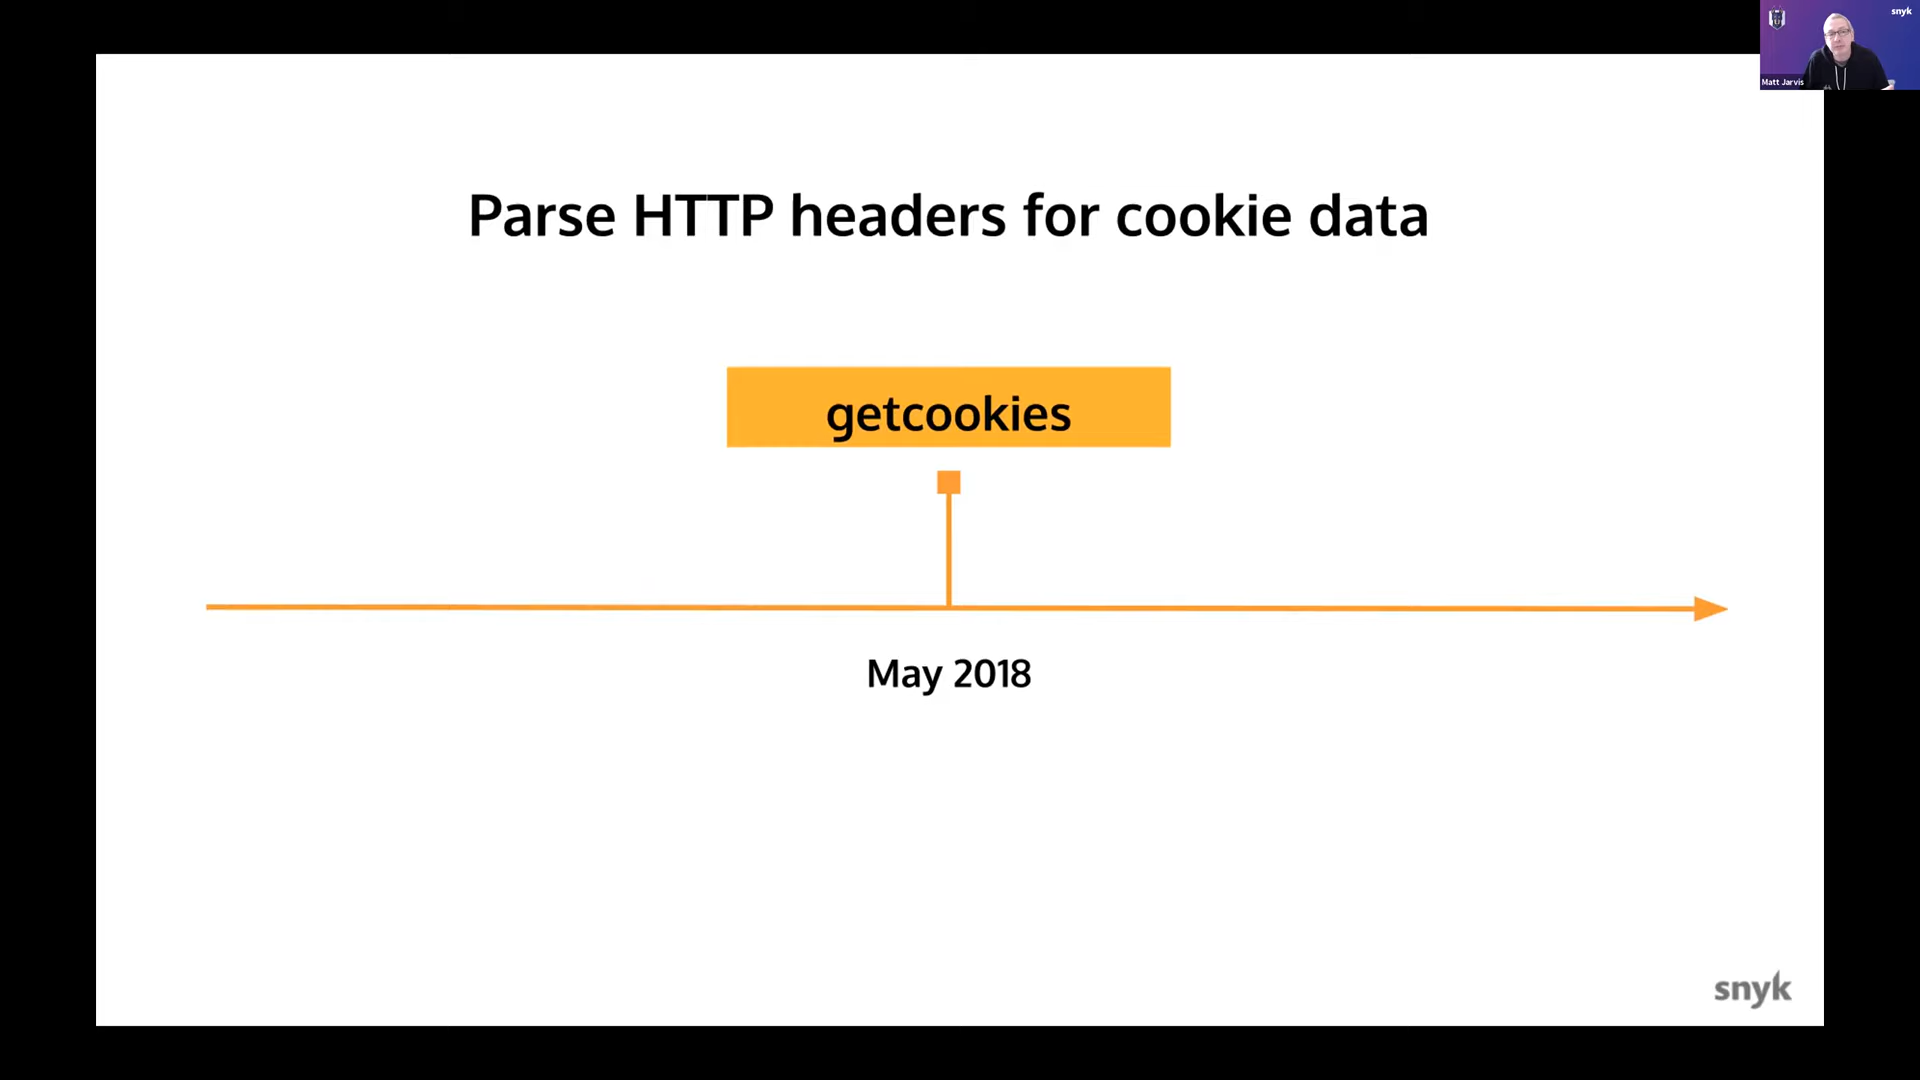 snyk
Matt Jarvis
Parse HTTP headers for cookie data
getcookies
May 2018
snyk